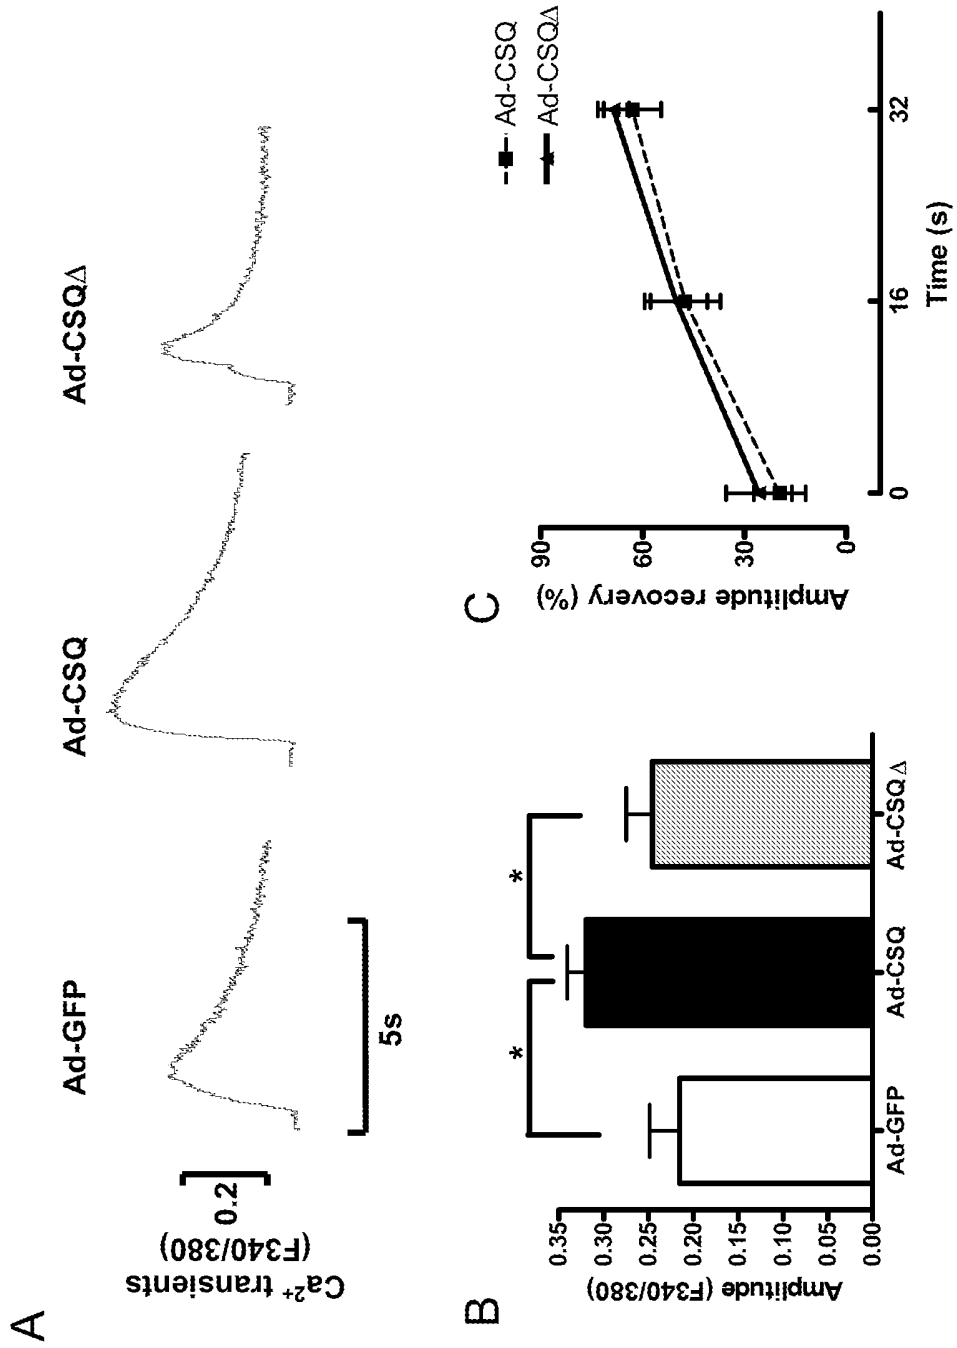 A
Ad-GFP
Ad-CSQ
Ad-CSQΔ
Ca²⁺ transients
(F340/380)
0.2
5s
B
Amplitude (F340/380)
0.35
0.30
0.25
0.20
0.15
0.10
0.05
0.00
*
*
Ad-GFP
Ad-CSQ
Ad-CSQΔ
C
Amplitude recovery (%)
90
60
30
0
0
16
32
Time (s)
Ad-CSQ
Ad-CSQΔ